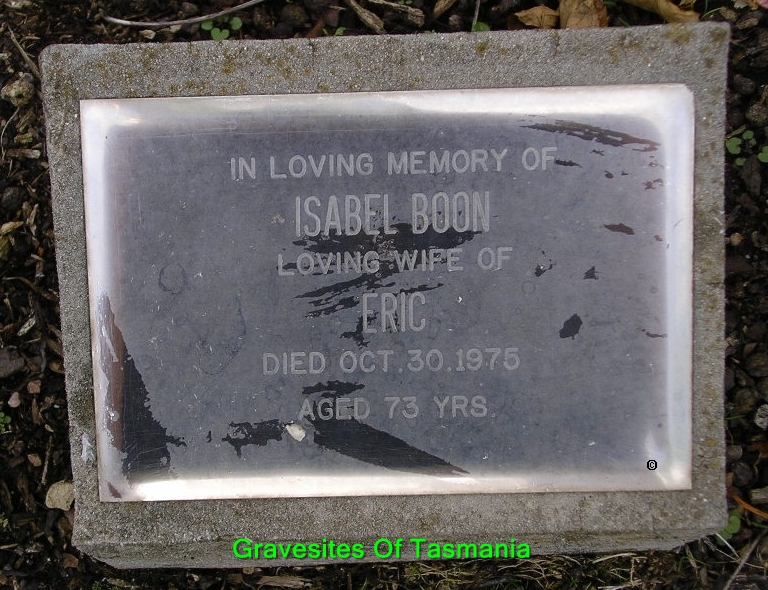 IN LOVING MEMORY OF
ISABEL BOON
LOVING WIFE OF
ERIC
DIED OCT. 30. 1975
AGED 73 YRS.
©
Gravesites Of Tasmania